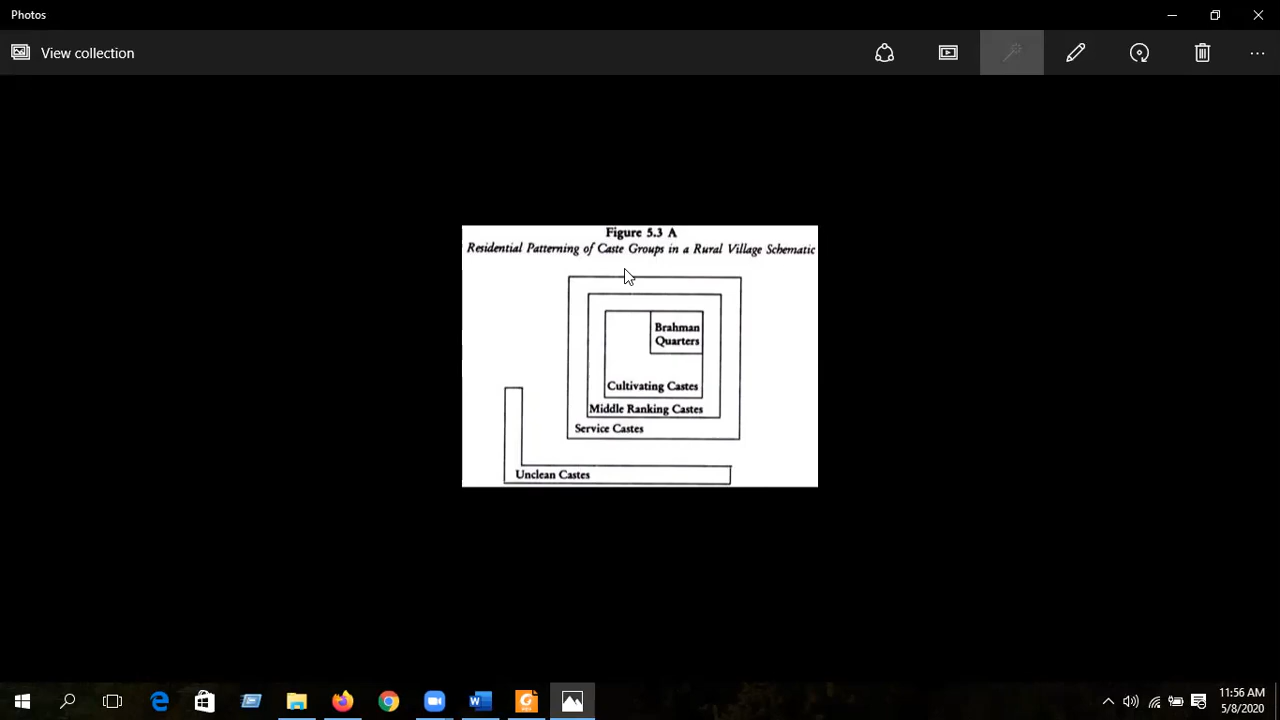 Photos
View collection
Figure 5.3 A
Residential Patterning of Caste Groups in a Rural Village Schematic
Brahman
Quarters
Cultivating Castes
Middle Ranking Castes
Service Castes
Unclean Castes
11:56 AM
5/8/2020